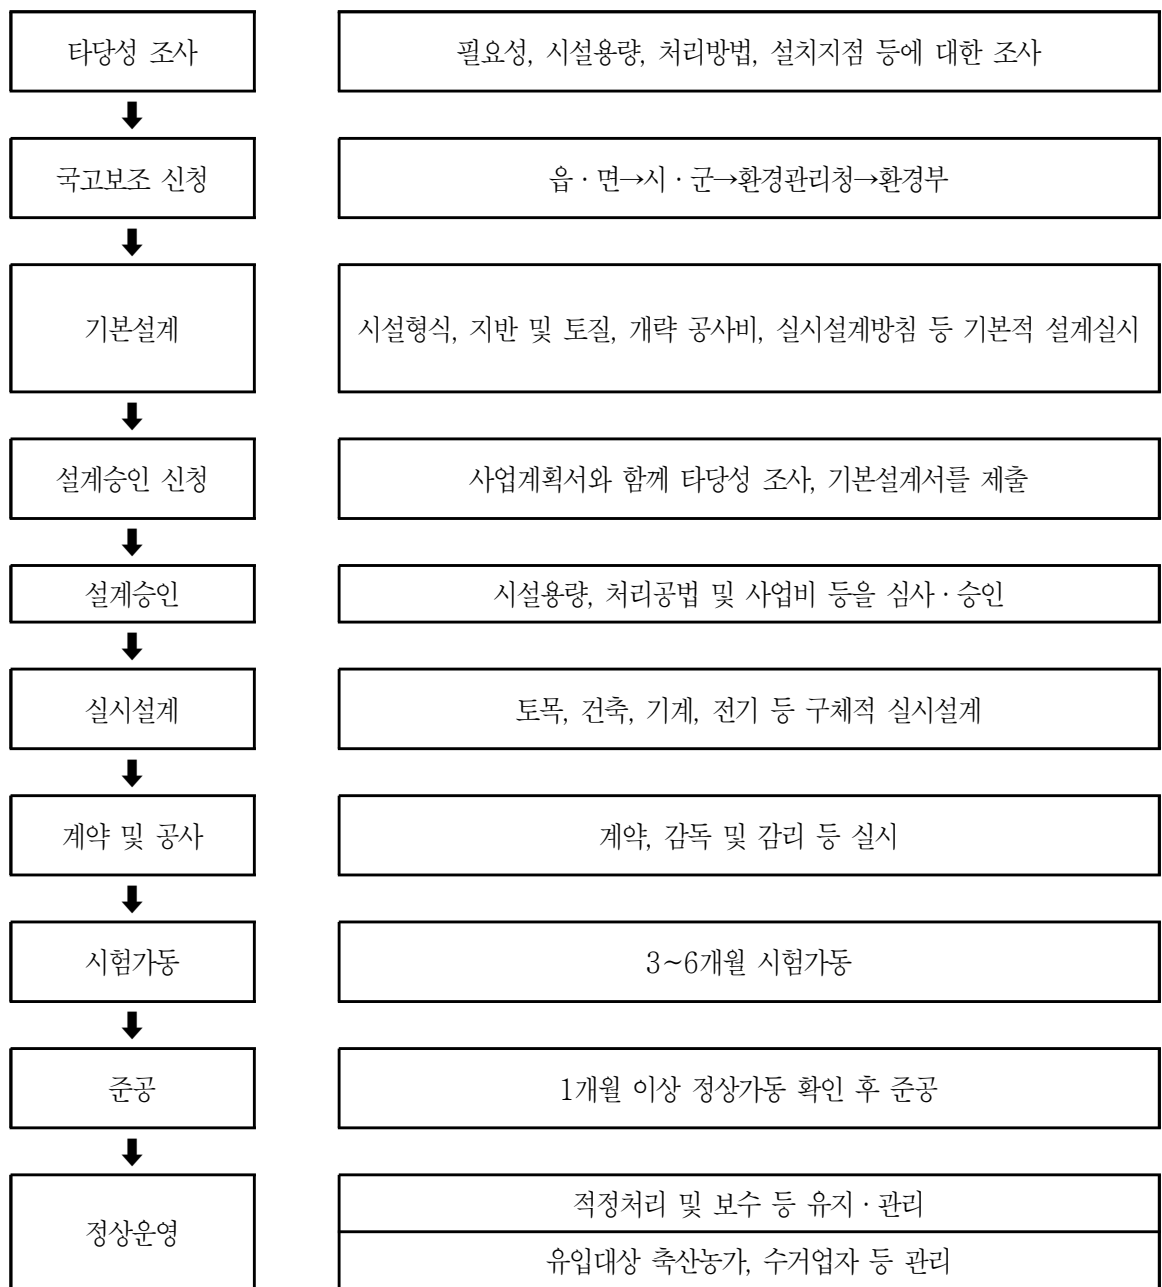 타당성 조사
필요성, 시설용량, 처리방법, 설치지점 등에 대한 조사
국고보조 신청
읍·면→시·군→환경관리청→환경부
기본설계
시설형식, 지반 및 토질, 개략 공사비, 실시설계방침 등 기본적 설계실시
설계승인 신청
사업계획서와 함께 타당성 조사, 기본설계서를 제출
설계승인
시설용량, 처리공법 및 사업비 등을 심사·승인
실시설계
토목, 건축, 기계, 전기 등 구체적 실시설계
계약 및 공사
계약, 감독 및 감리 등 실시
시험가동
3~6개월 시험가동
준공
1개월 이상 정상가동 확인 후 준공
정상운영
적정처리 및 보수 등 유지·관리
유입대상 축산농가, 수거업자 등 관리